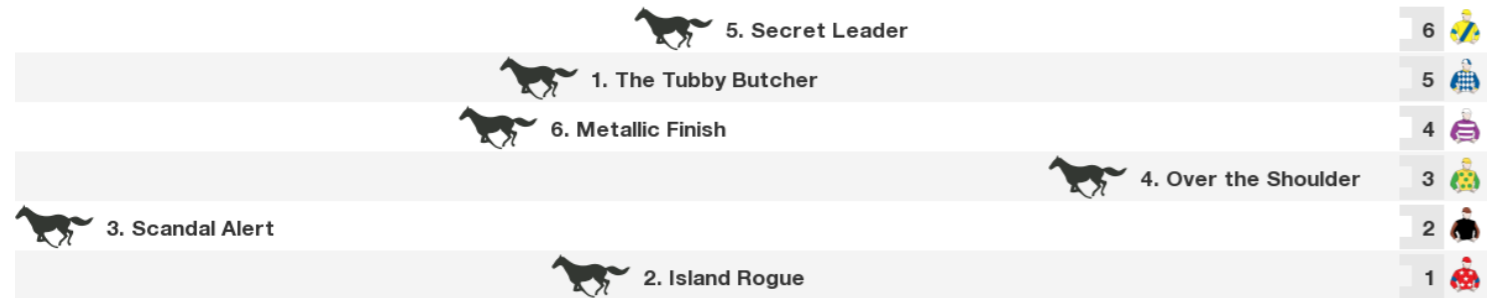 5. Secret Leader 6
1. The Tubby Butcher 5
6. Metallic Finish 4
4. Over the Shoulder 3
3. Scandal Alert 2
2. Island Rogue 1